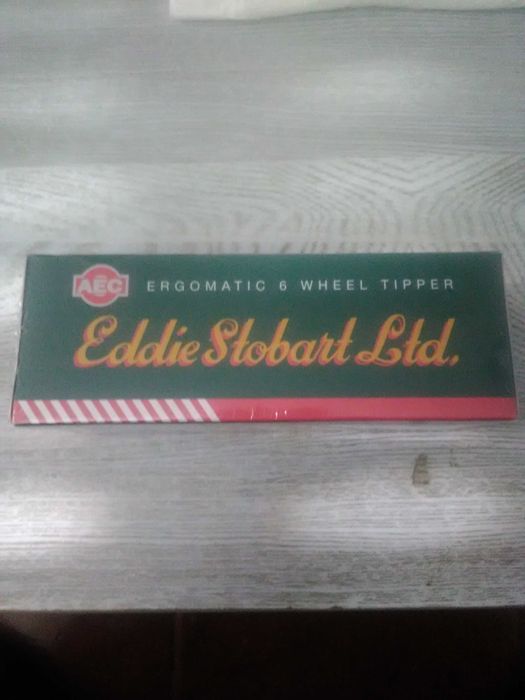 AEC ERGOMATIC 6 WHEEL TIPPER
Eddie Stobart Ltd.